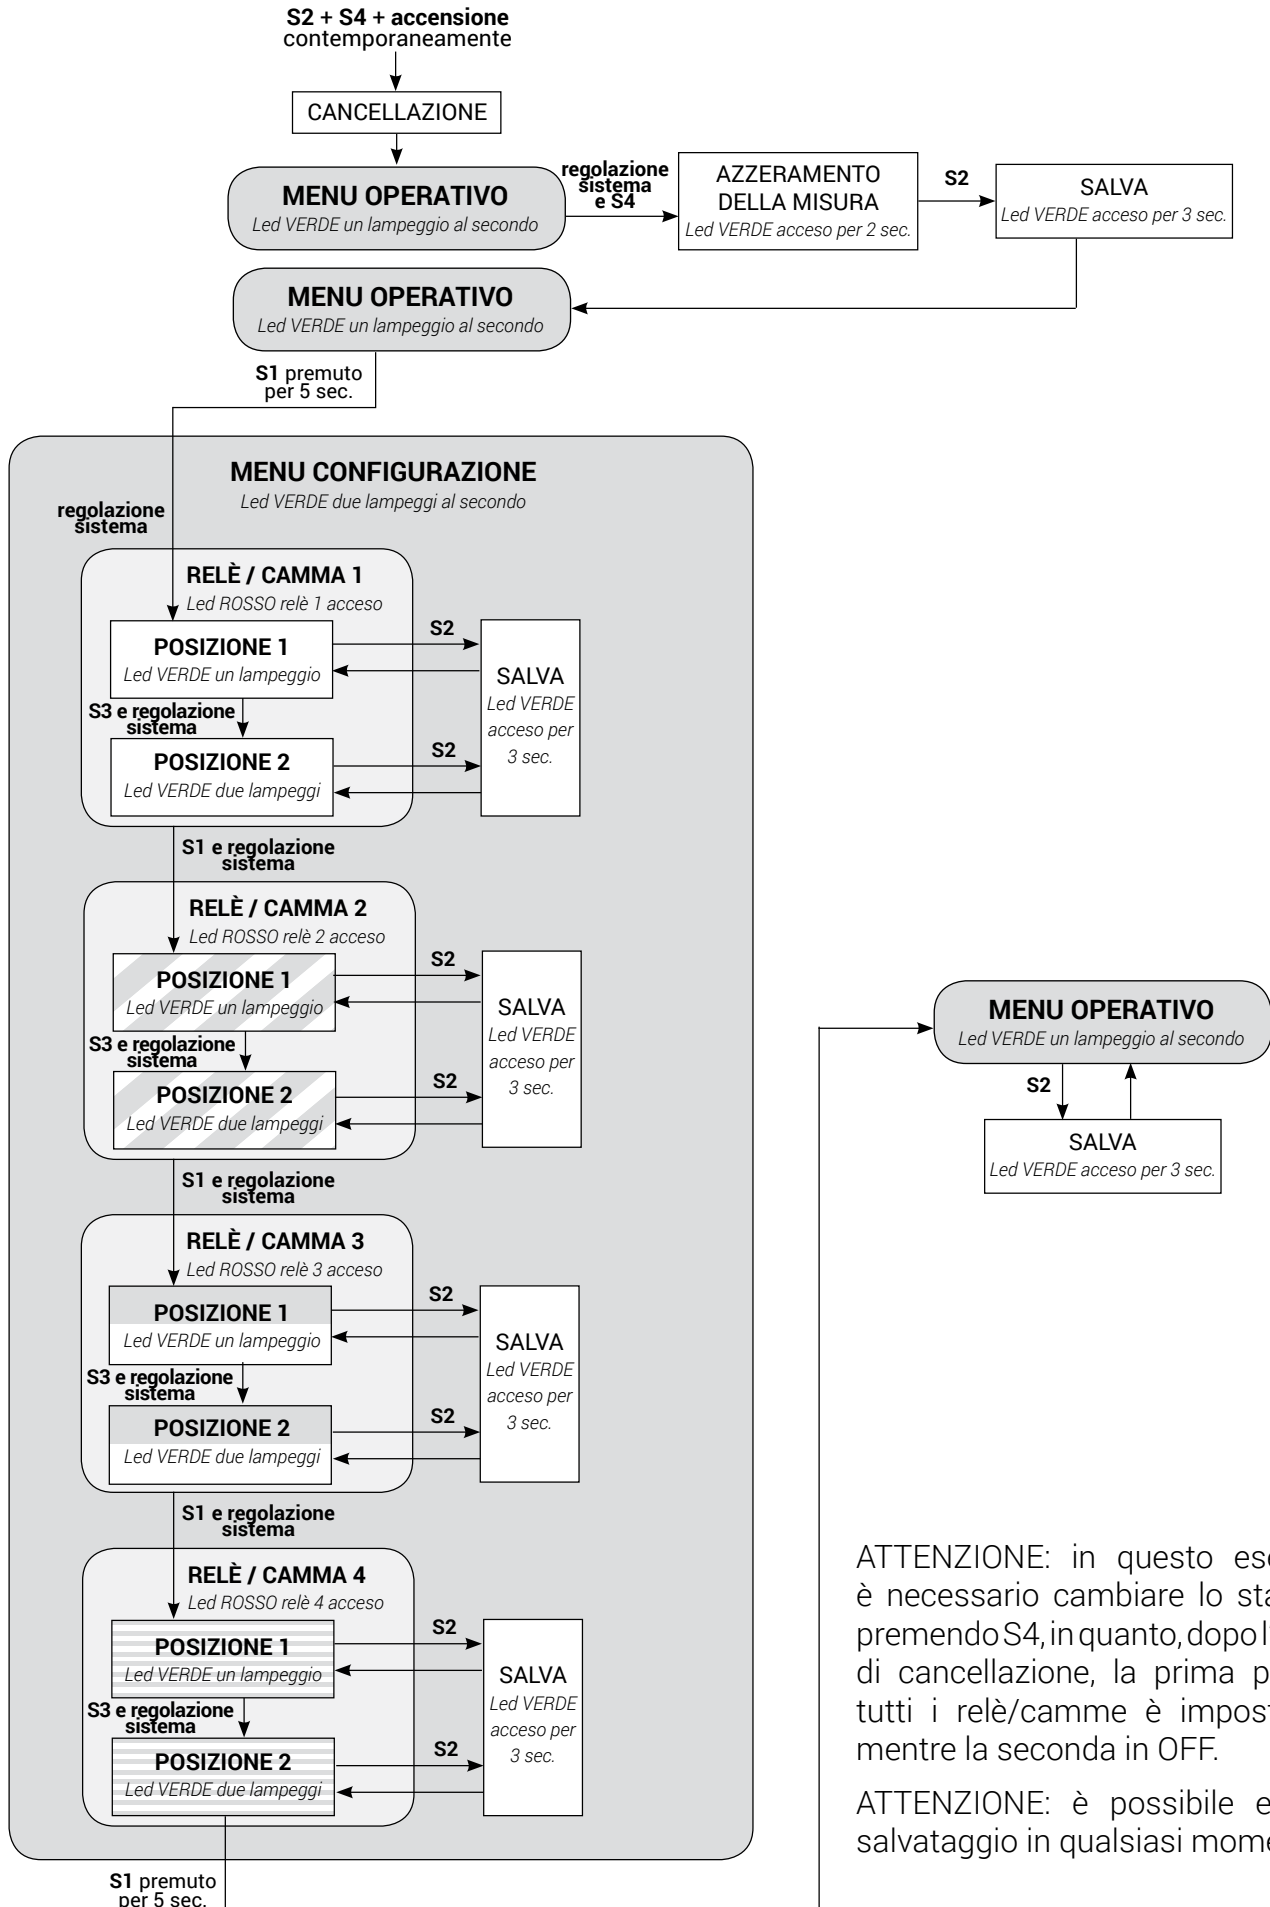 S2 + S4 + accensione
contemporaneamente
CANCELLAZIONE
MENU OPERATIVO
Led VERDE un lampeggio al secondo
regolazione
sistema
e S4
AZZERAMENTO
DELLA MISURA
Led VERDE acceso per 2 sec.
S2
SALVA
Led VERDE acceso per 3 sec.
MENU OPERATIVO
Led VERDE un lampeggio al secondo
S1 premuto
per 5 sec.
MENU CONFIGURAZIONE
Led VERDE due lampeggi al secondo
regolazione
sistema
RELÈ / CAMMA 1
Led ROSSO relè 1 acceso
POSIZIONE 1
Led VERDE un lampeggio
S2
S3 e regolazione
sistema
POSIZIONE 2
Led VERDE due lampeggi
S2
SALVA
Led VERDE
acceso per
3 sec.
S1 e regolazione
sistema
RELÈ / CAMMA 2
Led ROSSO relè 2 acceso
POSIZIONE 1
Led VERDE un lampeggio
S2
S3 e regolazione
sistema
POSIZIONE 2
Led VERDE due lampeggi
S2
SALVA
Led VERDE
acceso per
3 sec.
S1 e regolazione
sistema
RELÈ / CAMMA 3
Led ROSSO relè 3 acceso
POSIZIONE 1
Led VERDE un lampeggio
S2
S3 e regolazione
sistema
POSIZIONE 2
Led VERDE due lampeggi
S2
SALVA
Led VERDE
acceso per
3 sec.
S1 e regolazione
sistema
RELÈ / CAMMA 4
Led ROSSO relè 4 acceso
POSIZIONE 1
Led VERDE un lampeggio
S2
S3 e regolazione
sistema
POSIZIONE 2
Led VERDE due lampeggi
S2
SALVA
Led VERDE
acceso per
3 sec.
S1 premuto
per 5 sec.
MENU OPERATIVO
Led VERDE un lampeggio al secondo
S2
SALVA
Led VERDE acceso per 3 sec.
ATTENZIONE: in questo
è necessario cambiare lo
premendo S4, in quanto, dopo
di cancellazione, la prima
tutti i relè/camme è
mentre la seconda in OFF.
ATTENZIONE: è possibile
salvataggio in qualsiasi